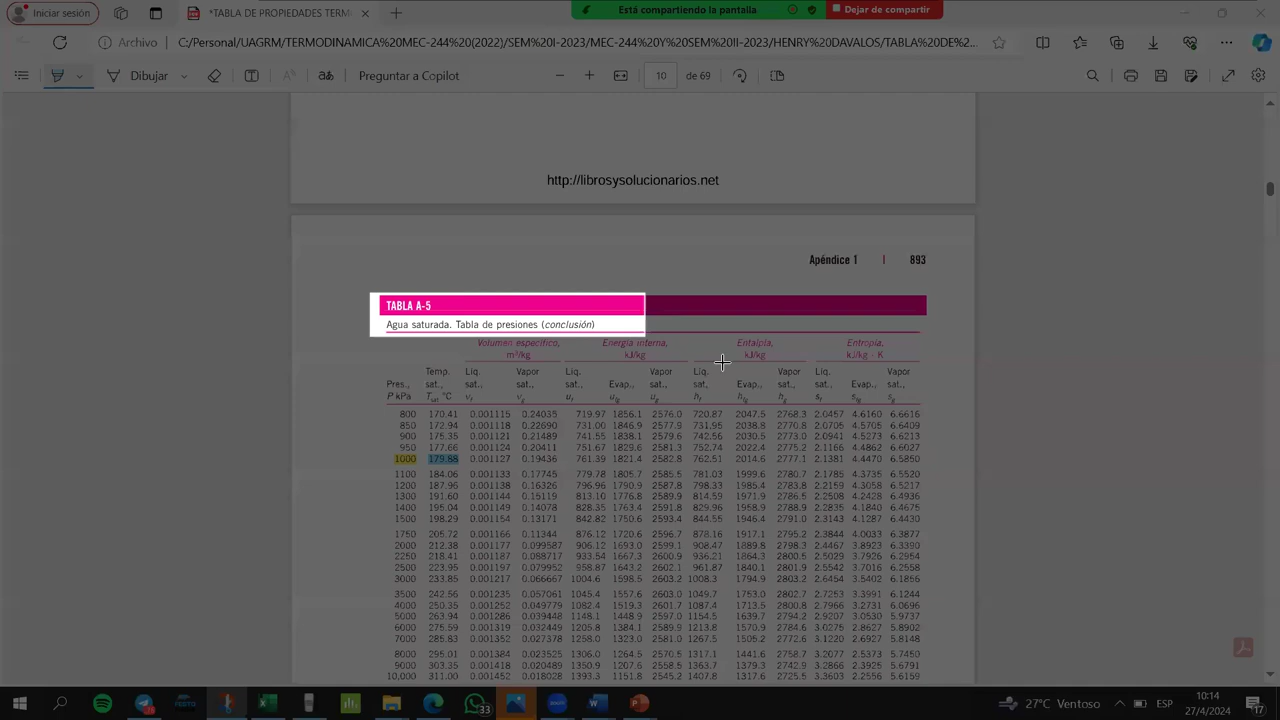 Iniciar sesión
*TABLA DE PROPIEDADES TERM
Está compartiendo la pantalla
Dejar de compartir
Archivo
C:/Personal/UAGRM/TERMODINAMICA%20MEC-244%20(2022)/SEM%20I-2023/MEC-244%20Y%20SEM%20II-2023/HENRY%20DAVALOS/TABLA%20DE%2...
Dibujar
Preguntar a Copilot
10 de 69
http://librosysolucionarios.net
Apéndice 1 | 893
TABLA A-5
Agua saturada. Tabla de presiones (conclusión)
Volumen específico, Energía interna, Entalpía, Entropía,
m³/kg kJ/kg kJ/kg kJ/kg · K
Temp. Líq. Vapor Líq. Vapor Líq. Vapor Líq. Vapor
Pres., sat., sat., sat., sat., Evap., sat., sat, Evap., sat., sat., Evap., sat.,
P kPa Tsat °C vf vg uf ufg ug hf hfg hg sf sfg sg
800 170.41 0.001115 0.24035 719.97 1856.1 2576.0 720.87 2047.5 2768.3 2.0457 4.6160 6.6616
850 172.94 0.001118 0.22690 731.00 1846.9 2577.9 731.95 2038.8 2770.8 2.0705 4.5705 6.6409
900 175.35 0.001121 0.21489 741.55 1838.1 2579.6 742.56 2030.5 2773.0 2.0941 4.5273 6.6213
950 177.66 0.001124 0.20411 751.67 1829.6 2581.3 752.74 2022.4 2775.2 2.1166 4.4862 6.6027
1000 179.88 0.001127 0.19436 761.39 1821.4 2582.8 762.51 2014.6 2777.1 2.1381 4.4470 6.5850
1100 184.06 0.001133 0.17745 779.78 1805.7 2585.5 781.03 1999.6 2780.7 2.1785 4.3735 6.5520
1200 187.96 0.001138 0.16326 796.96 1790.9 2587.8 798.33 1985.4 2783.8 2.2159 4.3058 6.5217
1300 191.60 0.001144 0.15119 813.10 1776.8 2589.9 814.59 1971.9 2786.5 2.2508 4.2428 6.4936
1400 195.04 0.001149 0.14078 828.35 1763.4 2591.8 829.96 1958.9 2788.9 2.2835 4.1840 6.4675
1500 198.29 0.001154 0.13171 842.82 1750.6 2593.4 844.55 1946.4 2791.0 2.3143 4.1287 6.4430
1750 205.72 0.001166 0.11344 876.12 1720.6 2596.7 878.16 1917.1 2795.2 2.3844 4.0033 6.3877
2000 212.38 0.001177 0.099587 906.12 1693.0 2599.1 908.47 1889.8 2798.3 2.4467 3.8923 6.3390
2250 218.41 0.001187 0.088717 933.54 1667.3 2600.9 936.21 1864.3 2800.5 2.5029 3.7926 6.2954
2500 223.95 0.001197 0.079952 958.87 1643.2 2602.1 961.87 1840.1 2801.9 2.5542 3.7016 6.2558
3000 233.85 0.001217 0.066667 1004.6 1598.5 2603.2 1008.3 1794.9 2803.2 2.6454 3.5402 6.1856
3500 242.56 0.001235 0.057061 1045.4 1557.6 2603.0 1049.7 1753.0 2802.7 2.7253 3.3991 6.1244
4000 250.35 0.001252 0.049779 1082.4 1519.3 2601.7 1087.4 1713.5 2800.8 2.7966 3.2731 6.0696
5000 263.94 0.001286 0.039448 1148.1 1448.9 2597.0 1154.5 1639.7 2794.2 2.9207 3.0530 5.9737
6000 275.59 0.001319 0.032449 1205.8 1384.1 2589.9 1213.8 1570.9 2784.6 3.0275 2.8627 5.8902
7000 285.83 0.001352 0.027378 1258.0 1323.0 2581.0 1267.5 1505.2 2772.6 3.1220 2.6927 5.8148
8000 295.01 0.001384 0.023525 1306.0 1264.5 2570.5 1317.1 1441.6 2758.7 3.2077 2.5373 5.7450
9000 303.35 0.001418 0.020489 1350.9 1207.6 2558.5 1363.7 1379.3 2742.9 3.2866 2.3925 5.6791
10,000 311.00 0.001452 0.018028 1393.3 1151.8 2545.2 1407.8 1317.6 2725.5 3.3603 2.2556 5.6159
33
27°C Ventoso
ESP
10:14
27/4/2024
17